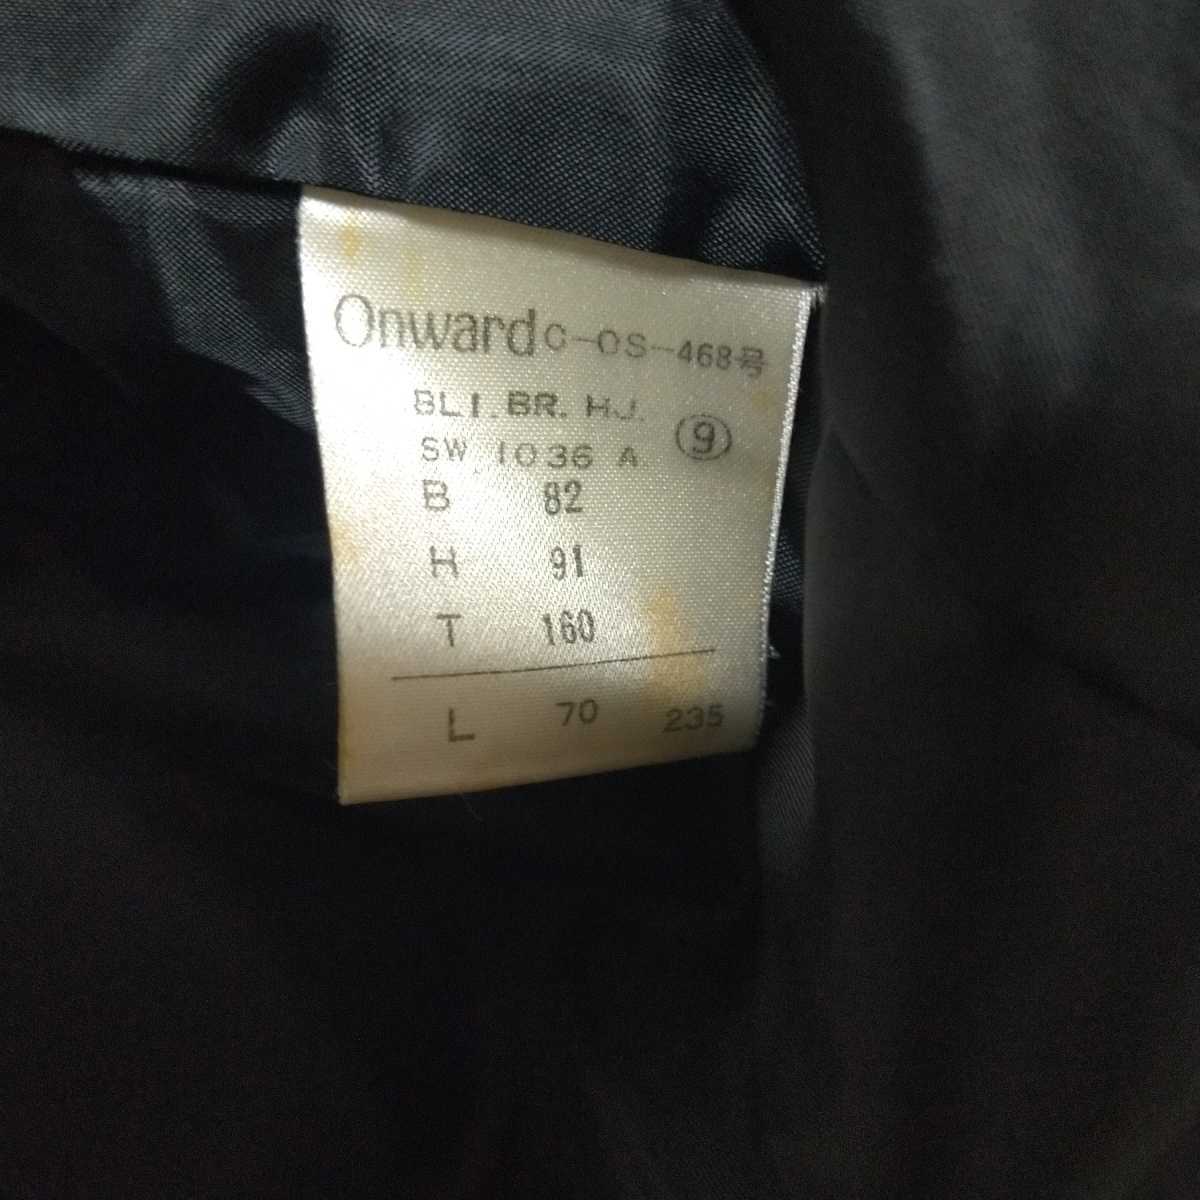 Onward C-OS-468号
BL1.BR.HJ.
SW 1036 A ⑨
B 82
H 91
T 160
L 70 235